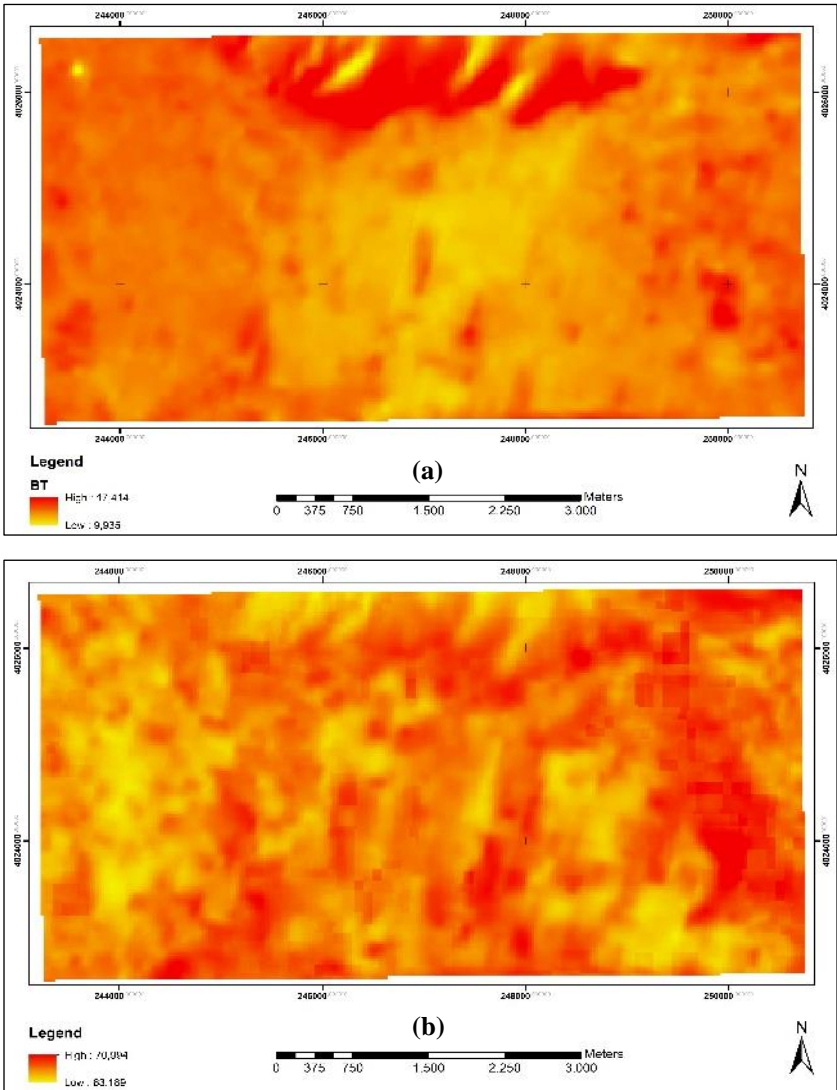 244000 246000 248000 250000
4026000 4026000
4024000 4024000
244000 246000 248000 250000
Legend
(a)
N
BT
High : 17,414
Low : 9,935
Meters
0 375 750 1.500 2.250 3.000
244000 246000 248000 250000
4026000 4026000
4024000 4024000
244000 246000 248000 250000
Legend
(b)
N
High : 70,994
Low : 63,189
Meters
0 375 750 1.500 2.250 3.000